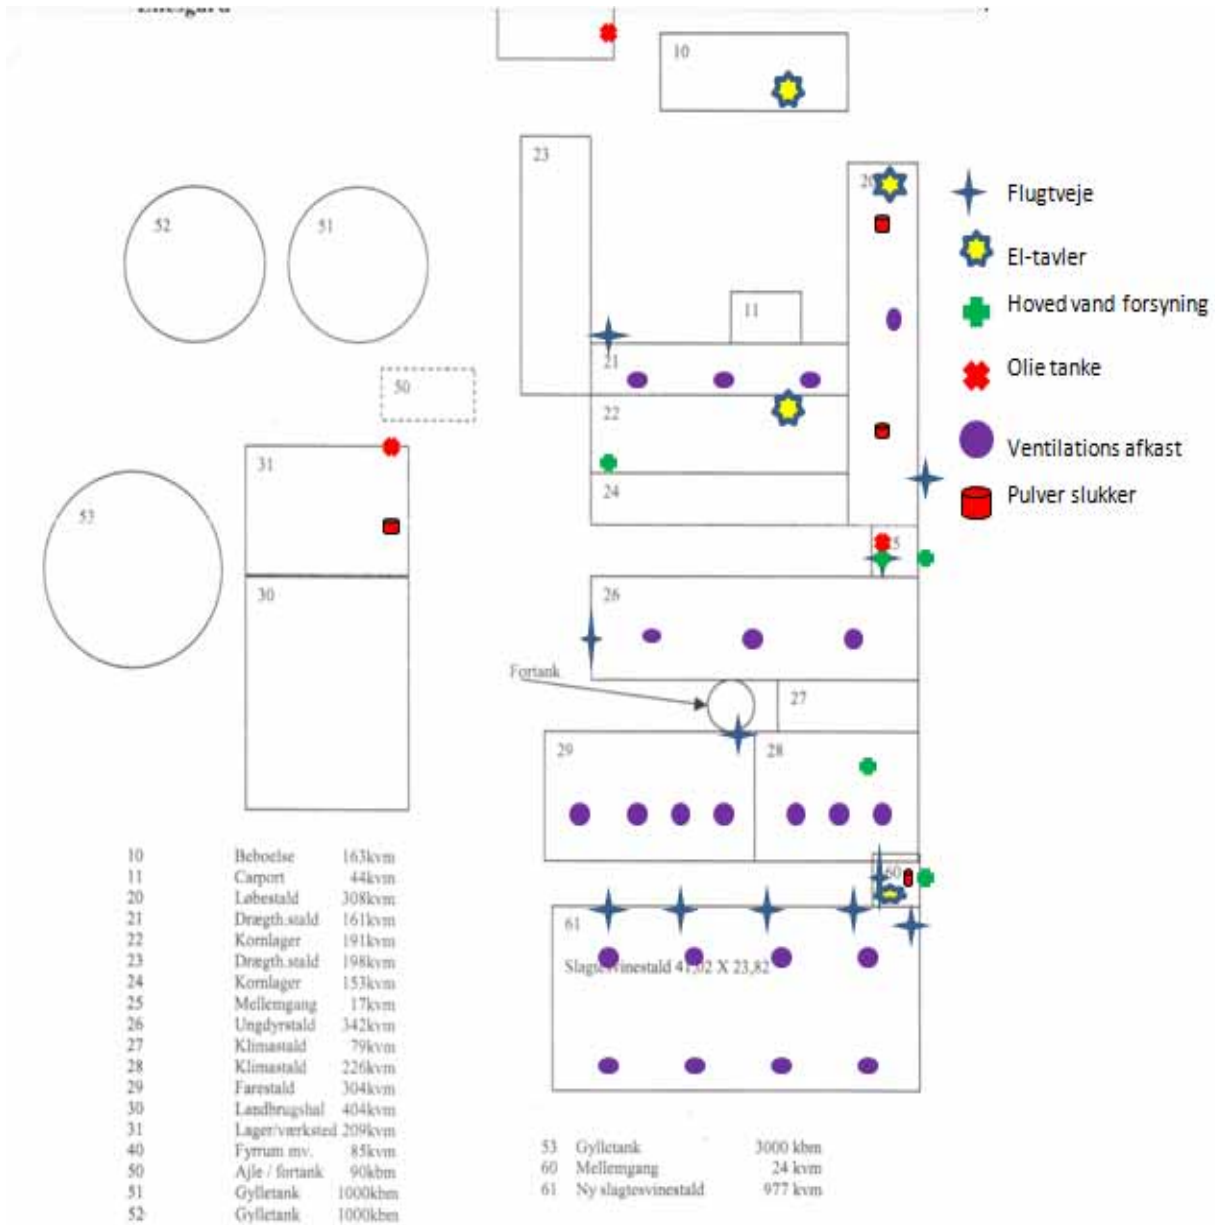 10
23
20
52
51
11
21
50
22
31
24
53
25
30
26
Fortank
27
29
28
60
61
Slagtesvinestald 41,02 X 23,82
Flugtveje
El-tavler
Hoved vand forsyning
Olie tanke
Ventilations afkast
Pulver slukker
10 Beboelse 163kvm
11 Carport 44kvm
20 Løbestald 308kvm
21 Drægth.stald 161kvm
22 Kornlager 191kvm
23 Drægth.stald 198kvm
24 Kornlager 153kvm
25 Mellemgang 17kvm
26 Ungdyrstald 342kvm
27 Klimastald 79kvm
28 Klimastald 226kvm
29 Farestald 304kvm
30 Landbrugshal 404kvm
31 Lager/værksted 209kvm
40 Fyrrum mv. 85kvm
50 Ajle / fortank 90kbm
51 Gylletank 1000kbm
52 Gylletank 1000kbm
53 Gylletank 3000 kbm
60 Mellemgang 24 kvm
61 Ny slagtesvinestald 977 kvm